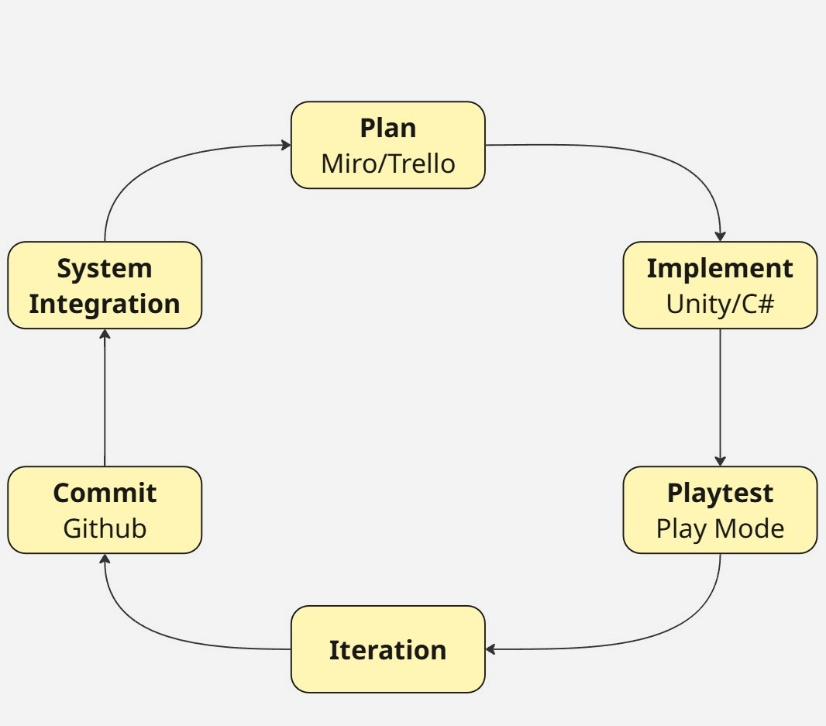 Plan
Miro/Trello
System
Integration
Implement
Unity/C#
Commit
Github
Playtest
Play Mode
Iteration